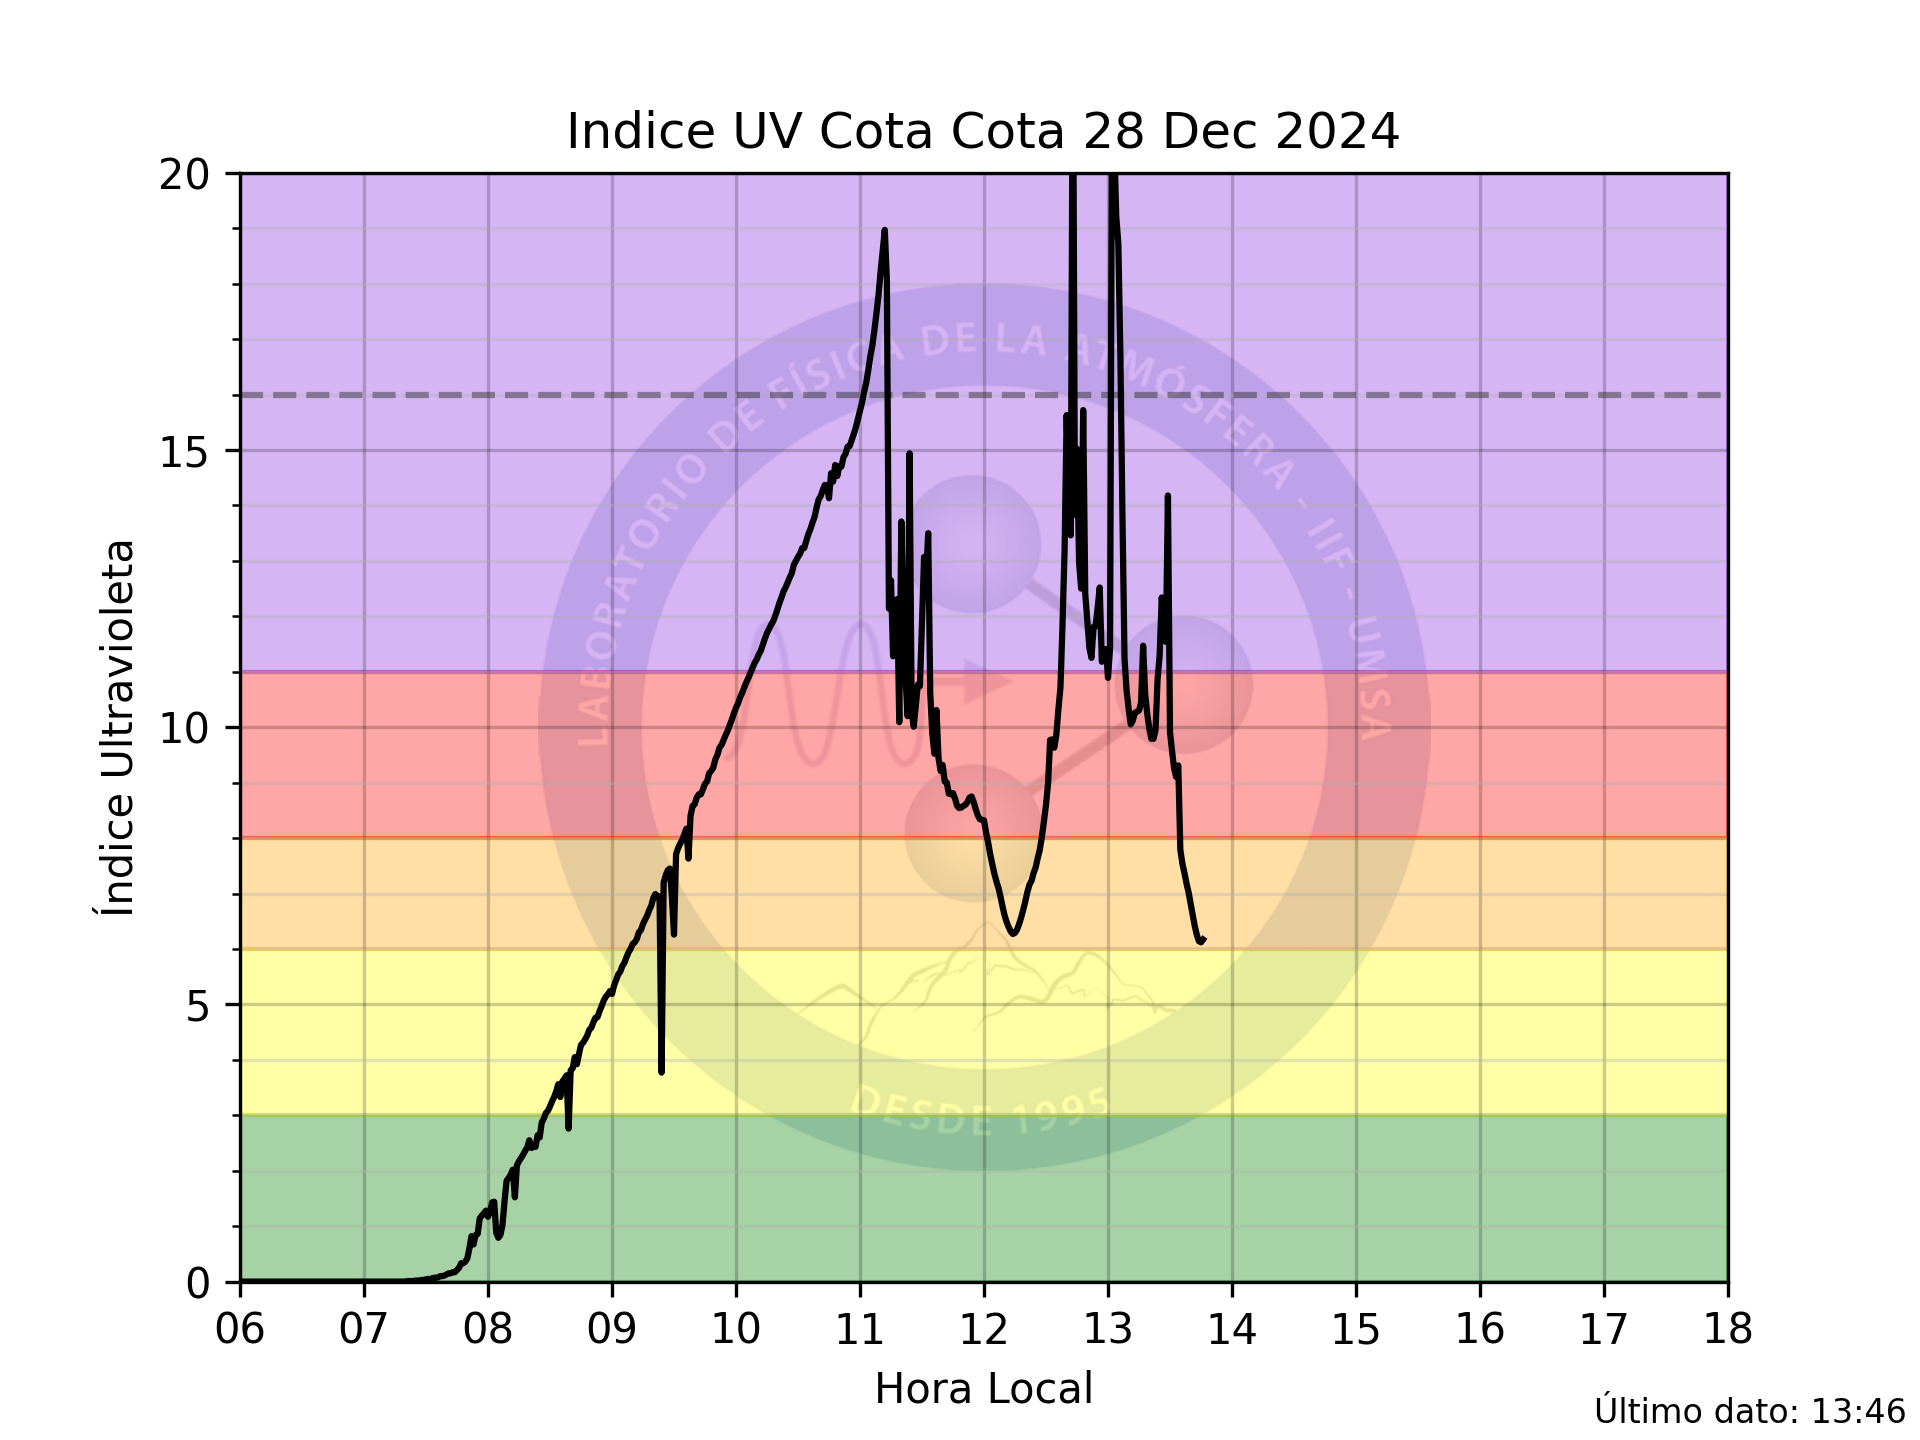 Indice UV Cota Cota 28 Dec 2024
20
15
10
5
0
Índice Ultravioleta
LABORATORIO DE FÍSICA DE LA ATMÓSFERA - IIF - UMSA
DESDE 1995
06 07 08 09 10 11 12 13 14 15 16 17 18
Hora Local
Último dato: 13:46